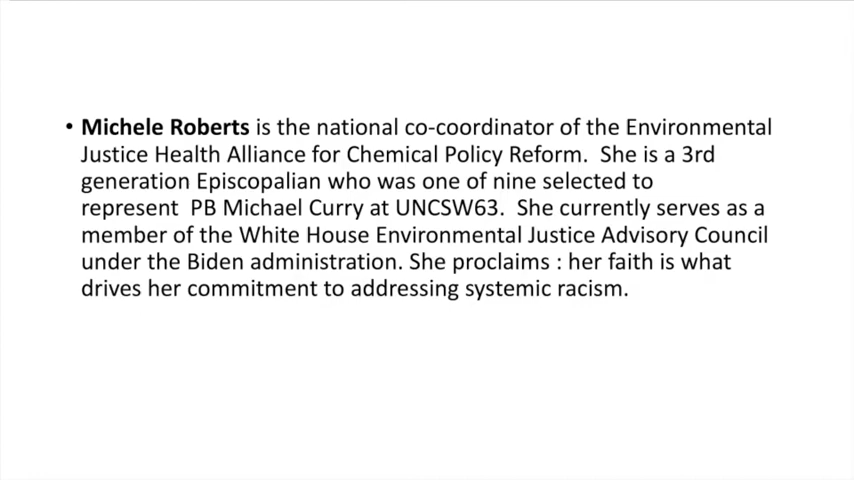 • Michele Roberts is the national co-coordinator of the Environmental
Justice Health Alliance for Chemical Policy Reform.  She is a 3rd
generation Episcopalian who was one of nine selected to
represent  PB Michael Curry at UNCSW63.  She currently serves as a
member of the White House Environmental Justice Advisory Council
under the Biden administration. She proclaims : her faith is what
drives her commitment to addressing systemic racism.